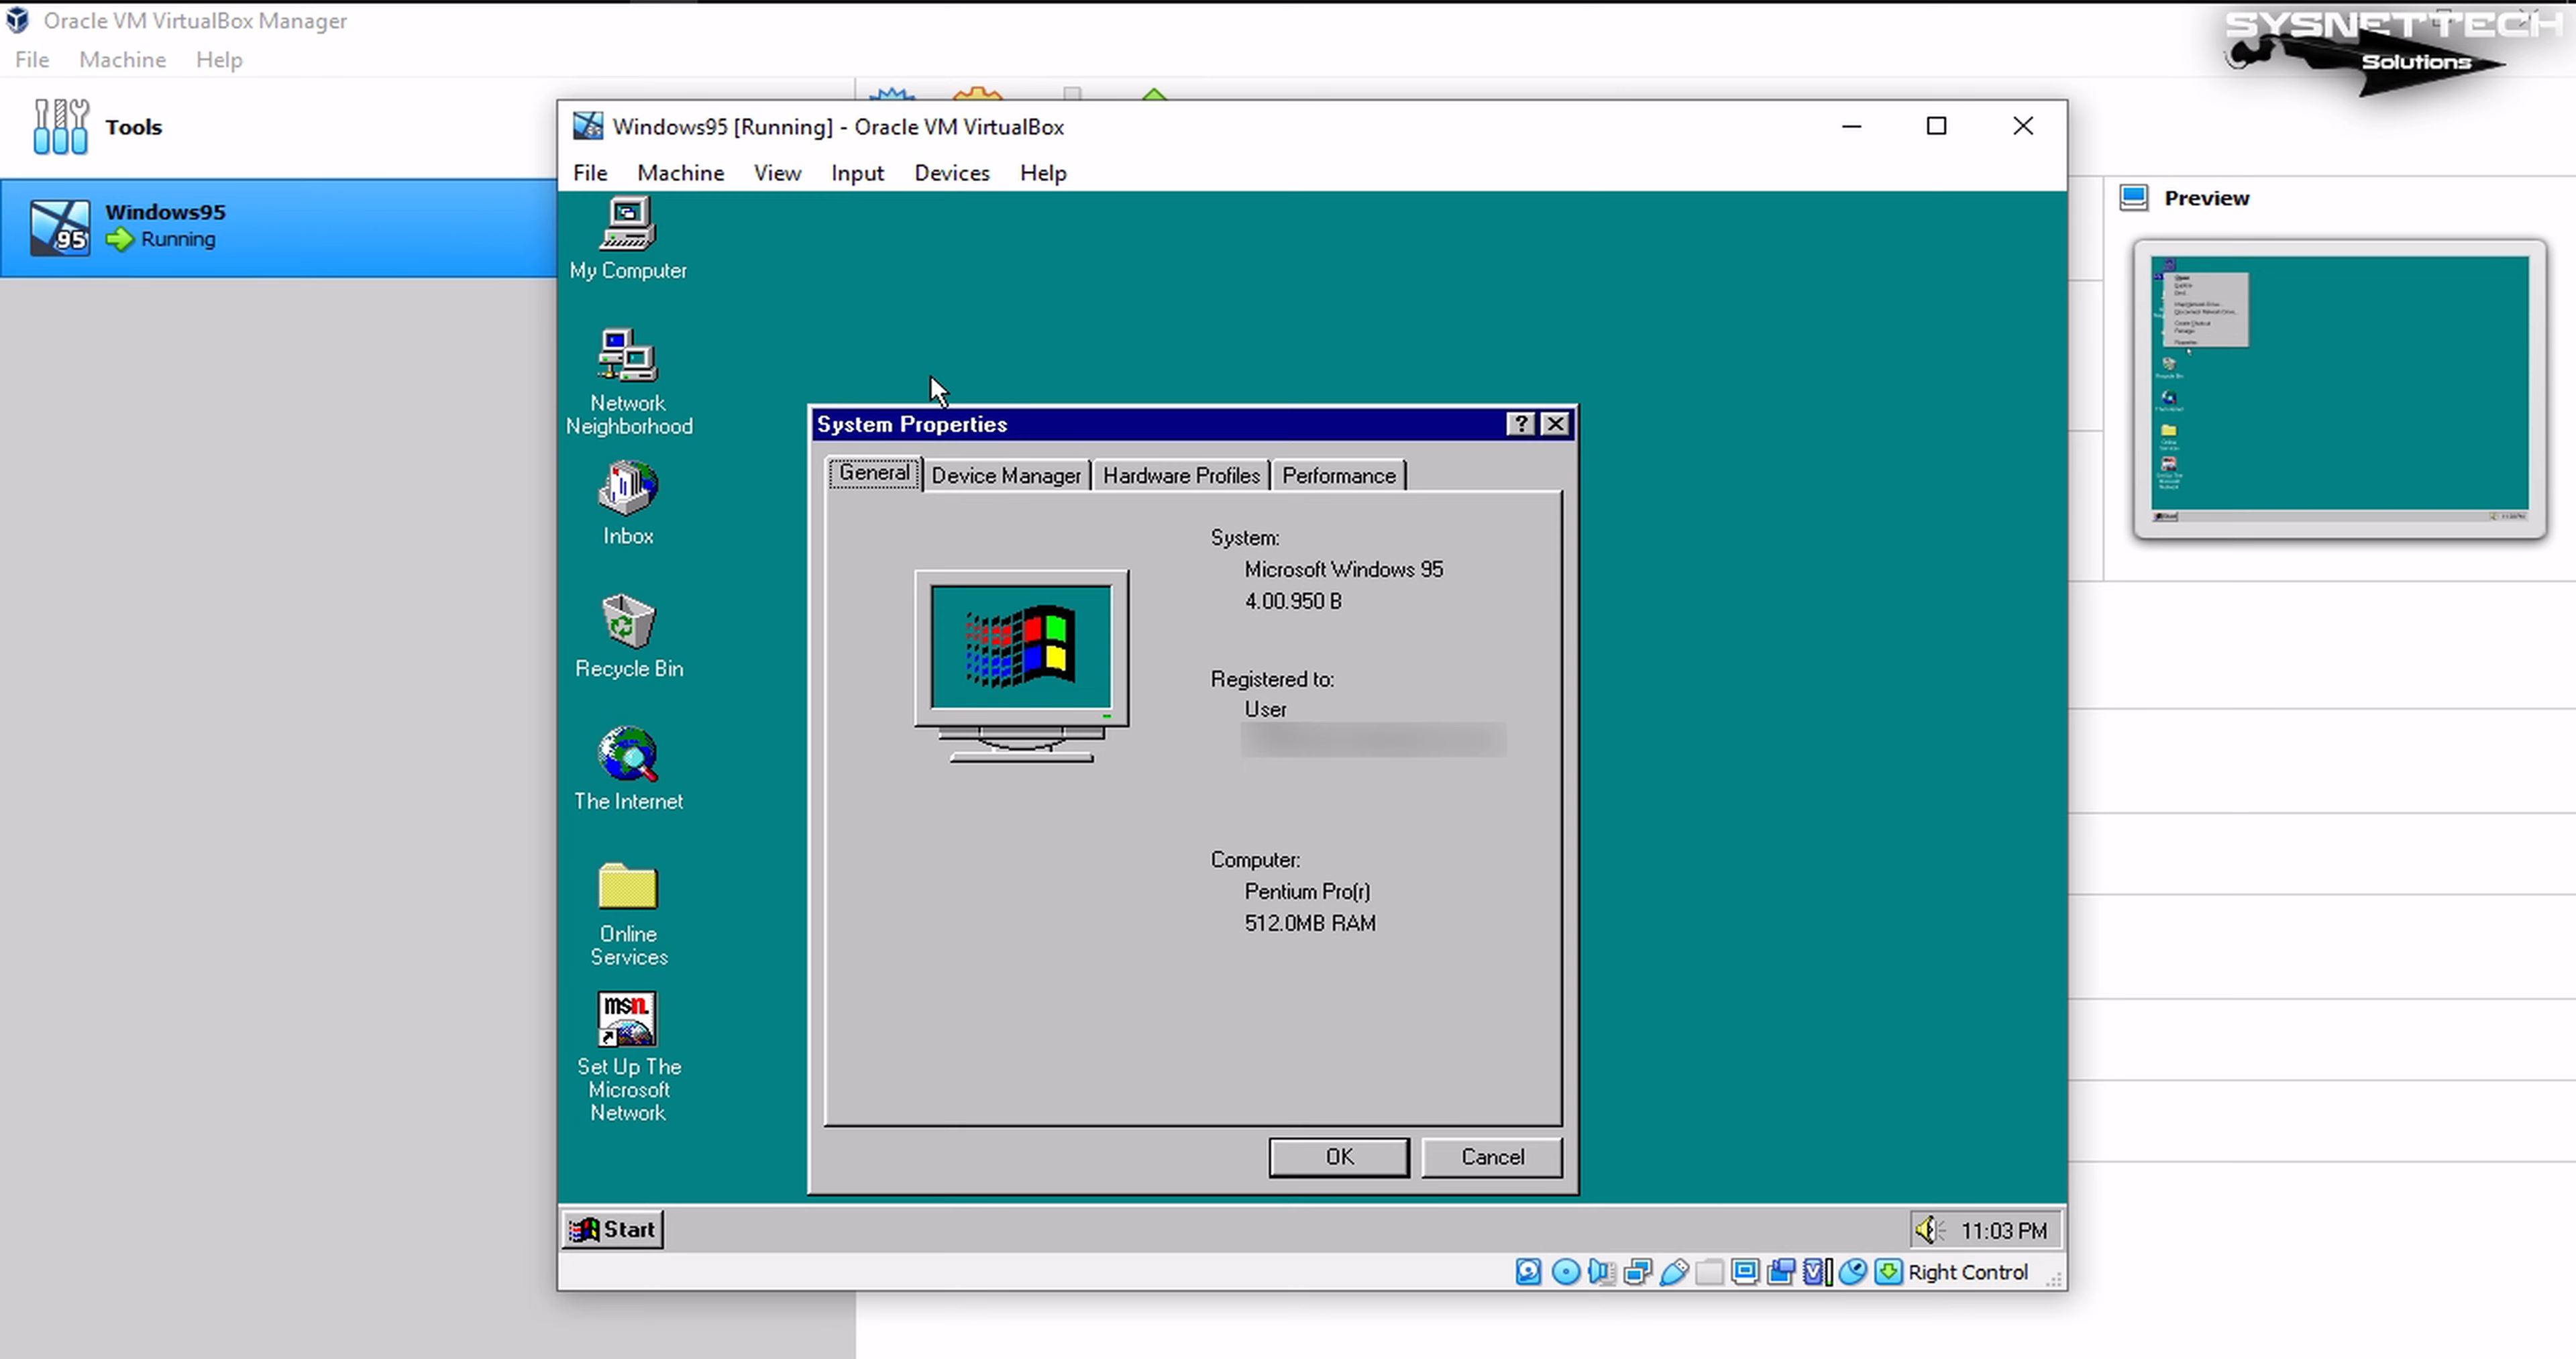 Oracle VM VirtualBox Manager
File Machine Help
SYSNETTECH
Solutions
Tools
Windows95
Running
95
Windows95 [Running] - Oracle VM VirtualBox
File Machine View Input Devices Help
Preview
My Computer
Network
Neighborhood
Inbox
Recycle Bin
The Internet
Online
Services
msn.
Set Up The
Microsoft
Network
System Properties
General Device Manager Hardware Profiles Performance
System:
Microsoft Windows 95
4.00.950 B
Registered to:
User
Computer:
Pentium Pro(r)
512.0MB RAM
OK Cancel
Start
11:03 PM
Right Control